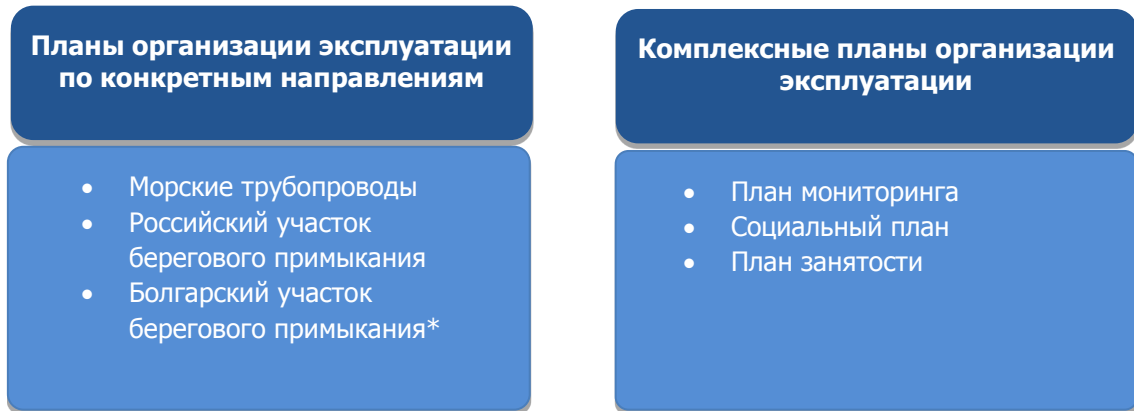 Планы организации эксплуатации
по конкретным направлениям
• Морские трубопроводы
• Российский участок
берегового примыкания
• Болгарский участок
берегового примыкания*
Комплексные планы организации
эксплуатации
• План мониторинга
• Социальный план
• План занятости